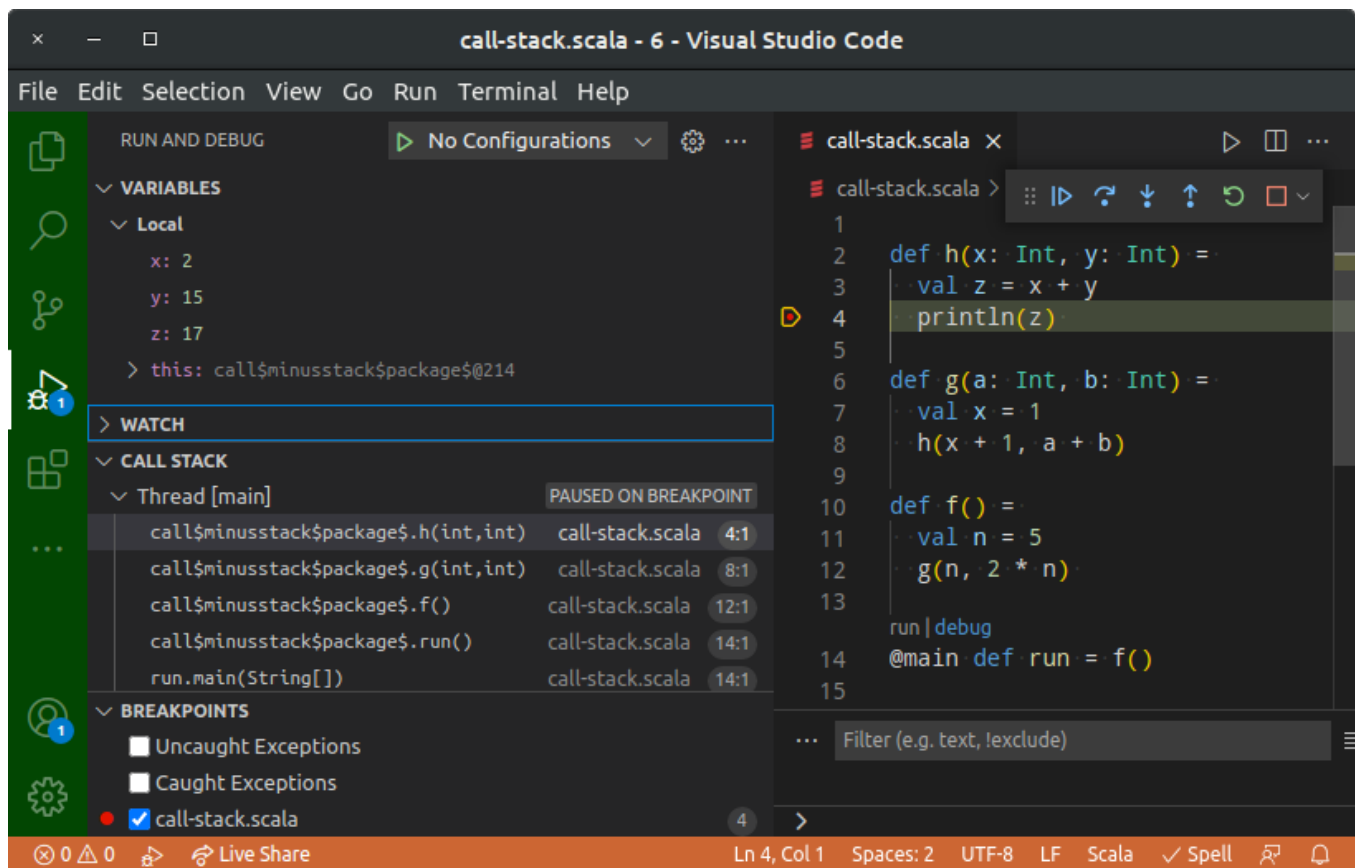 call-stack.scala - 6 - Visual Studio Code
File Edit Selection View Go Run Terminal Help
RUN AND DEBUG
No Configurations
VARIABLES
Local
x: 2
y: 15
z: 17
this: call$minusstack$package$@214
WATCH
CALL STACK
Thread [main] PAUSED ON BREAKPOINT
call$minusstack$package$.h(int,int) call-stack.scala 4:1
call$minusstack$package$.g(int,int) call-stack.scala 8:1
call$minusstack$package$.f() call-stack.scala 12:1
call$minusstack$package$.run() call-stack.scala 14:1
run.main(String[]) call-stack.scala 14:1
BREAKPOINTS
Uncaught Exceptions
Caught Exceptions
call-stack.scala 4
1
1
call-stack.scala
call-stack.scala >
1
2 def h(x: Int, y: Int) =
3 val z = x + y
4 println(z)
5
6 def g(a: Int, b: Int) =
7 val x = 1
8 h(x + 1, a + b)
9
10 def f() =
11 val n = 5
12 g(n, 2 * n)
13
run | debug
14 @main def run = f()
15
Filter (e.g. text, !exclude)
>
0 0 Live Share Ln 4, Col 1 Spaces: 2 UTF-8 LF Scala Spell